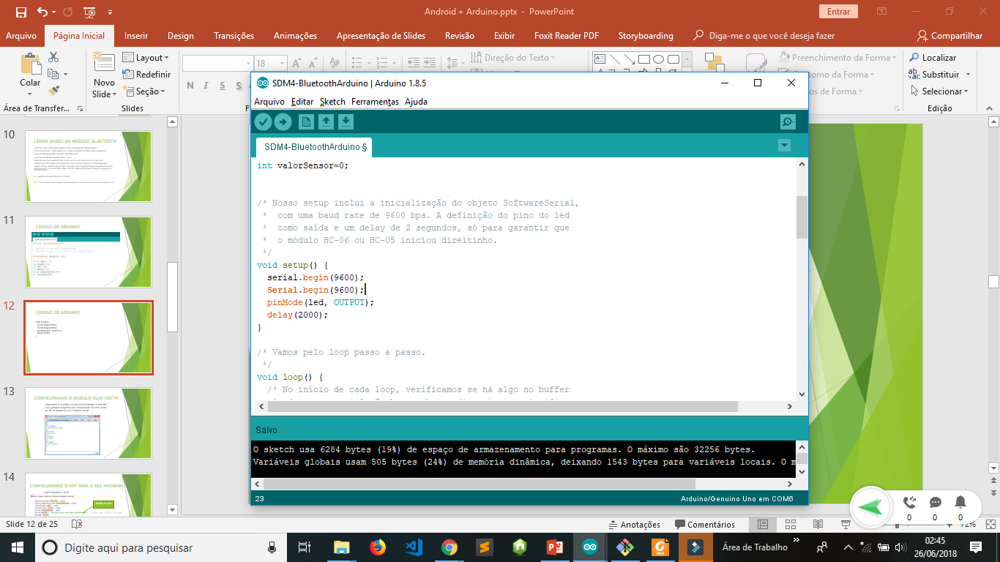 Android + Arduino.pptx - PowerPoint
Entrar
Arquivo
Página Inicial
Inserir
Design
Transições
Animações
Apresentação de Slides
Revisão
Exibir
Foxit Reader PDF
Storyboarding
Diga-me o que você deseja fazer
Compartilhar
Colar
Novo
Slide
Layout
Redefinir
Seção
18
N I S S
Direção do Texto
Preenchimento da Forma
orno da Forma
os de Forma
Localizar
Substituir
Selecionar
Área de Transfer...
Slides
F
Edição
SDM4-BluetoothArduino | Arduino 1.8.5
Arquivo Editar Sketch Ferramentas Ajuda
SDM4-BluetoothArduino §
int valorSensor=0;
/* Nosso setup inclui a inicialização do objeto SoftwareSerial,
* com uma baud rate de 9600 bps. A definição do pino do led
* como saída e um delay de 2 segundos, só para garantir que
* o módulo HC-06 ou HC-05 iniciou direitinho.
*/
void setup() {
serial.begin(9600);
Serial.begin(9600);
pinMode(led, OUTPUT);
delay(2000);
}
/* Vamos pelo loop passo a passo.
*/
void loop() {
/* No início de cada loop, verificamos se há algo no buffer
Salvo.
O sketch usa 6284 bytes (19%) de espaço de armazenamento para programas. O máximo são 32256 bytes.
Variáveis globais usam 505 bytes (24%) de memória dinâmica, deixando 1543 bytes para variáveis locais. O m
23
Arduino/Genuino Uno em COM6
10
LENDO DADOS DO MODULO BLUETOOTH
11
CODIGO DO ARDUINO
12
CODIGO DO ARDUINO
13
CONFIGURANDO O MODULO BLUETOOTH
14
CONFIGURANDO O APP PARA O SEU HADWARE
0
0
0
Slide 12 de 25
Anotações
Comentários
72%
Digite aqui para pesquisar
Área de Trabalho
02:45
26/06/2018